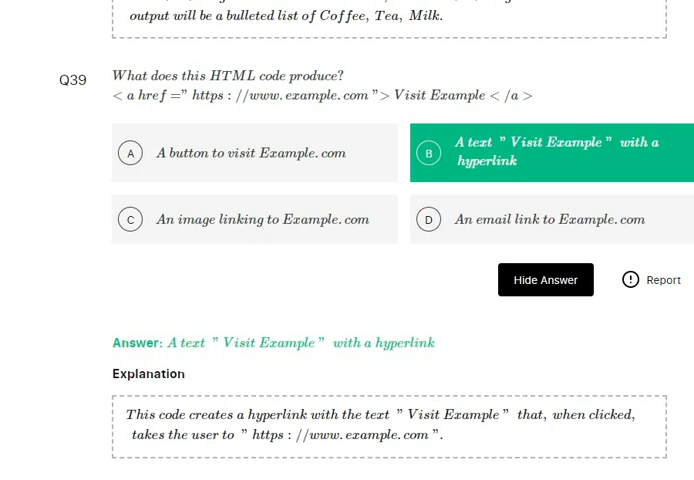 output will be a bulleted list of Coffee, Tea, Milk.
Q39
What does this HTML code produce?
< a href =" https : //www. example. com "> Visit Example < /a >
A A button to visit Example. com
B A text " Visit Example " with a
hyperlink
C An image linking to Example. com
D An email link to Example. com
Hide Answer
! Report
Answer: A text " Visit Example " with a hyperlink
Explanation
This code creates a hyperlink with the text " Visit Example " that, when clicked,
takes the user to " https : //www. example. com ".